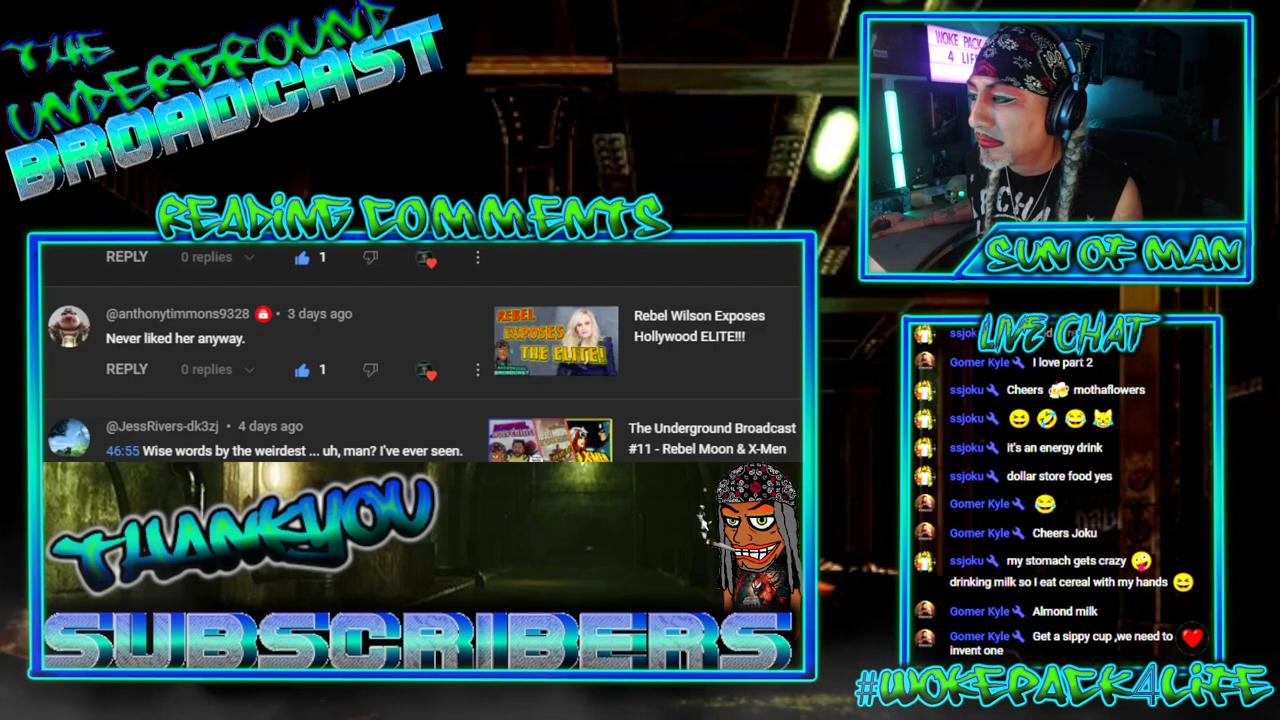 THE
UNDERGROUND
BROADCAST
WOKE PACK
4 LIFE
SUN OF MAN
READING COMMENTS
REPLY 0 replies 1
@anthonytimmons9328 • 3 days ago
Never liked her anyway.
REPLY 0 replies 1
REBEL
EXPOSES
THE ELITE!
Rebel Wilson Exposes
Hollywood ELITE!!!
@JessRivers-dk3zj • 4 days ago
46:55 Wise words by the weirdest ... uh, man? I've ever seen.
The Underground Broadcast
#11 - Rebel Moon & X-Men
THANKYOU
SUBSCRIBERS
LIVE CHAT
Gomer Kyle I love part 2
ssjoku Cheers 🍻 mothaflowers
ssjoku 😆 🤣 😂 😹
ssjoku it's an energy drink
ssjoku dollar store food yes
Gomer Kyle 😂
Gomer Kyle Cheers Joku
ssjoku my stomach gets crazy 🤪
drinking milk so I eat cereal with my hands 😆
Gomer Kyle Almond milk
Gomer Kyle Get a sippy cup ,we need to
invent one
#WOKEPACK4LIFE